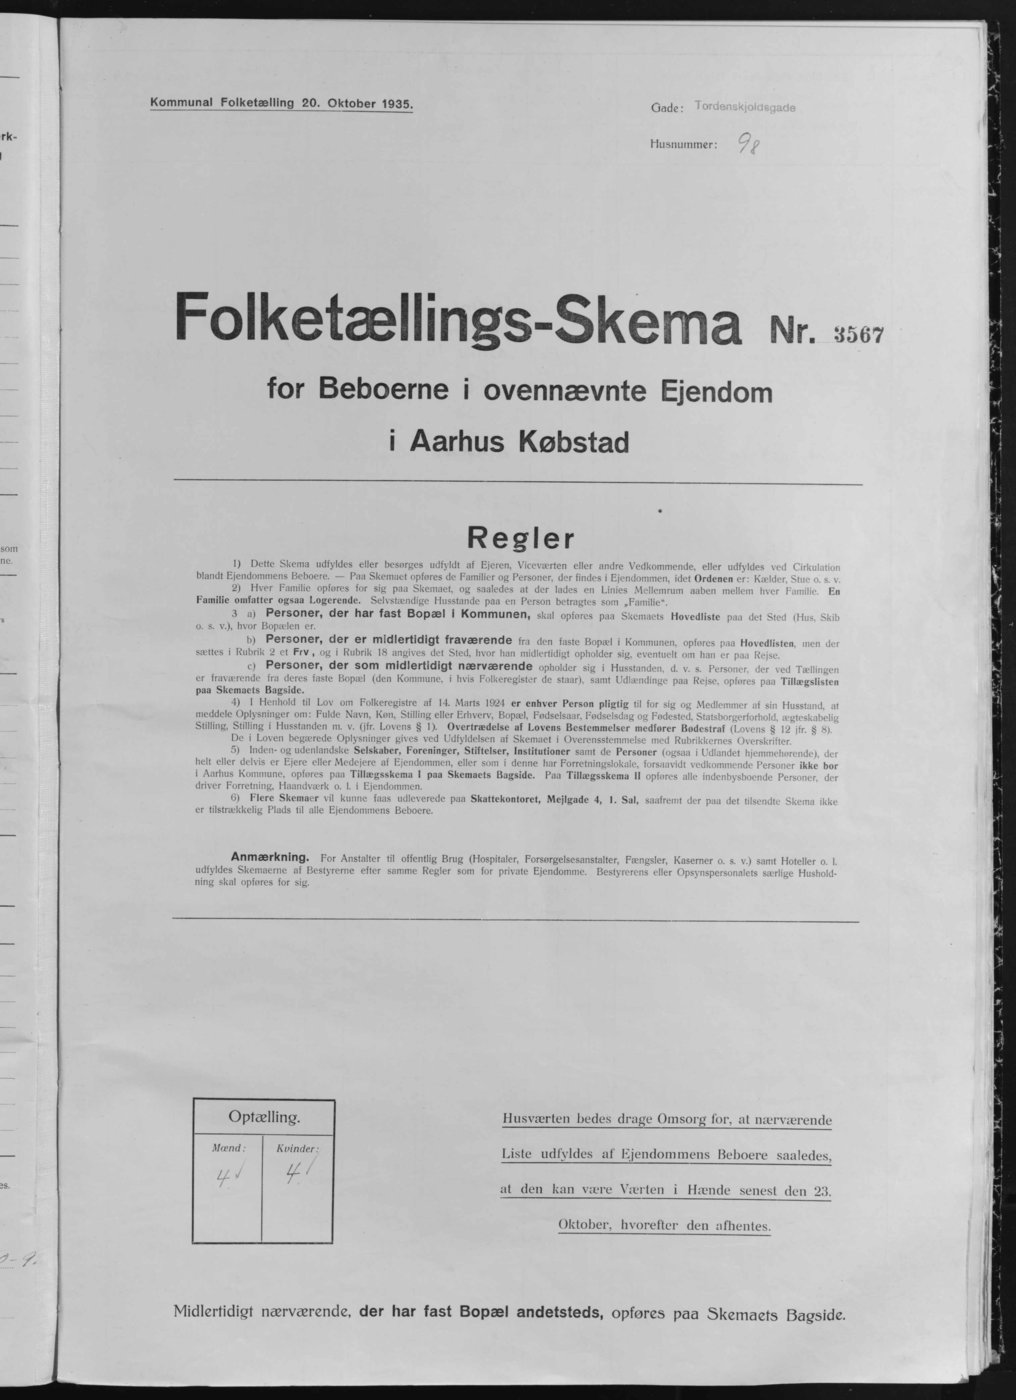 Kommunal Folketælling 20. Oktober 1935.
Gade: Tordenskjoldsgade
Husnummer: 98
Folketællings-Skema Nr. 3567
for Beboerne i ovennævnte Ejendom
i Aarhus Købstad
Regler
1) Dette Skema udfyldes eller besørges udfyldt af Ejeren, Viceværten eller andre Vedkommende, eller udfyldes ved Cirkulation
blandt Ejendommens Beboere. — Paa Skemaet opføres de Familier og Personer, der findes i Ejendommen, idet Ordenen er: Kælder, Stue o. s. v.
2) Hver Familie opføres for sig paa Skemaet, og saaledes at der lades en Linies Mellemrum aaben mellem hver Familie. En
Familie omfatter ogsaa Logerende. Selvstændige Husstande paa en Person betragtes som „Familie“.
3 a) Personer, der har fast Bopæl i Kommunen, skal opføres paa Skemaets Hovedliste paa det Sted (Hus, Skib
o. s. v.), hvor Bopælen er.
b) Personer, der er midlertidigt fraværende fra den faste Bopæl i Kommunen, opføres paa Hovedlisten, men der
sættes i Rubrik 2 et Frv., og i Rubrik 18 angives det Sted, hvor han midlertidigt opholder sig, eventuelt om han er paa Rejse.
c) Personer, der som midlertidigt nærværende opholder sig i Husstanden, d. v. s. Personer, der ved Tællingen
er fraværende fra deres faste Bopæl (den Kommune, i hvis Folkeregister de staar), samt Udlændinge paa Rejse, opføres paa Tillægslisten
paa Skemaets Bagside.
4) I Henhold til Lov om Folkeregistre af 14. Marts 1924 er enhver Person pligtig til for sig og Medlemmer af sin Husstand, at
meddele Oplysninger om: Fulde Navn, Køn, Stilling eller Erhverv, Bopæl, Fødselsaar, Fødselsdag og Fødested, Statsborgerforhold, ægteskabelig
Stilling, Stilling i Husstanden m. v. (jfr. Lovens § 1). Overtrædelse af Lovens Bestemmelser medfører Bødestraf (Lovens § 12 jfr. § 8).
De i Loven begærede Oplysninger gives ved Udfyldelsen af Skemaet i Overensstemmelse med Rubrikkernes Overskrifter.
5) Inden- og udenlandske Selskaber, Foreninger, Stiftelser, Institutioner samt de Personer (ogsaa i Udlandet hjemmehørende), der
helt eller delvis er Ejere eller Medejere af Ejendommen, eller som i denne har Forretningslokale, forsaavidt vedkommende Personer ikke bor
i Aarhus Kommune, opføres paa Tillægsskema I paa Skemaets Bagside. Paa Tillægsskema II opføres alle indenbysboende Personer, der
driver Forretning, Haandværk o. l. i Ejendommen.
6) Flere Skemaer vil kunne faas udleverede paa Skattekontoret, Mejlgade 4, 1. Sal, saafremt der paa det tilsendte Skema ikke
er tilstrækkelig Plads til alle Ejendommens Beboere.
Anmærkning. For Anstalter til offentlig Brug (Hospitaler, Forsørgelsesanstalter, Fængsler, Kaserner o. s. v.) samt Hoteller o. l.
udfyldes Skemaerne af Bestyrerne efter samme Regler som for private Ejendomme. Bestyrerens eller Opsynspersonalets særlige Hushold-
ning skal opføres for sig.
Optælling.
Mænd: Kvinder:
4 4
Husværten bedes drage Omsorg for, at nærværende
Liste udfyldes af Ejendommens Beboere saaledes,
at den kan være Værten i Hænde senest den 23.
Oktober, hvorefter den afhentes.
Midlertidigt nærværende, der har fast Bopæl andetsteds, opføres paa Skemaets Bagside.